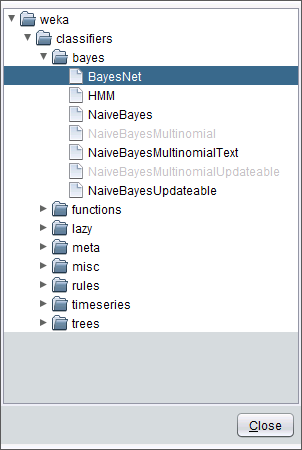 weka
classifiers
bayes
BayesNet
HMM
NaiveBayes
NaiveBayesMultinomial
NaiveBayesMultinomialText
NaiveBayesMultinomialUpdateable
NaiveBayesUpdateable
functions
lazy
meta
misc
rules
timeseries
trees
Close